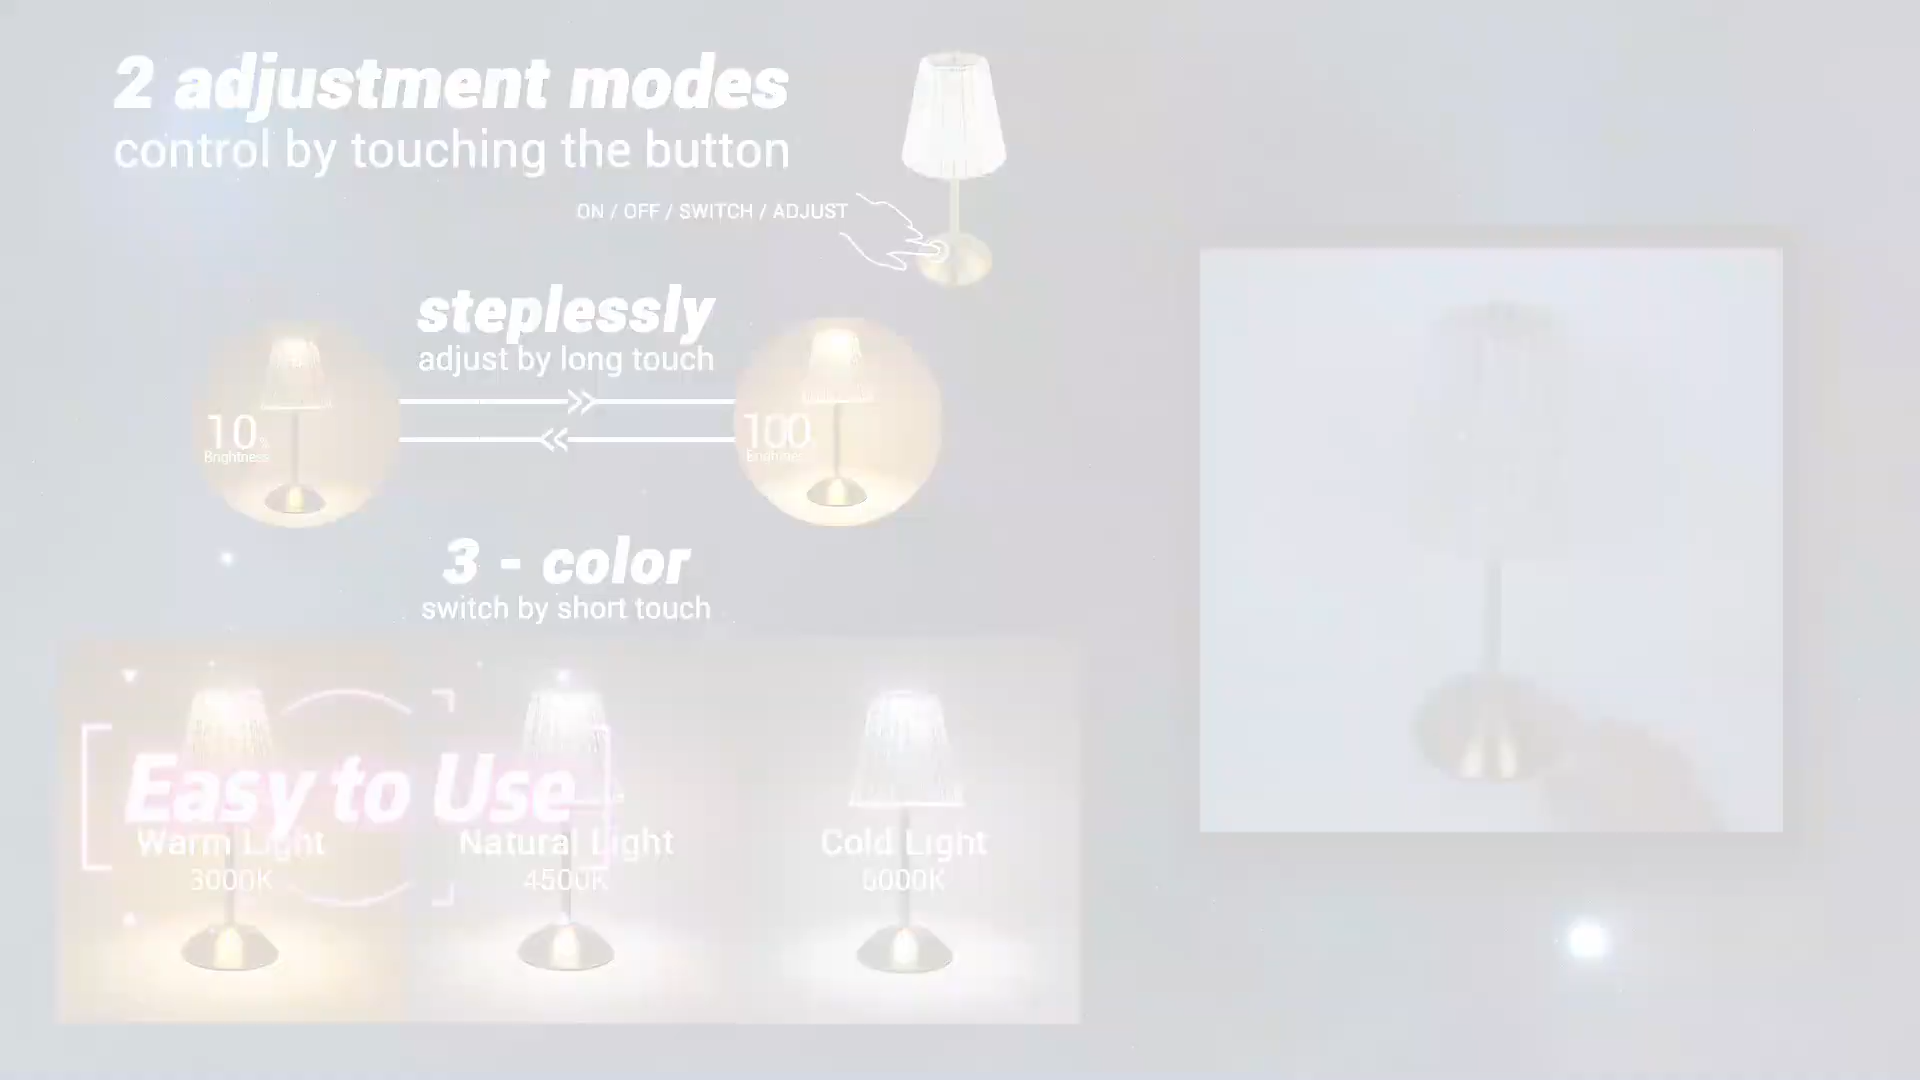 2 adjustment modes
control by touching the button
ON / OFF / SWITCH / ADJUST
steplessly
adjust by long touch
10%
Brightness
100
Brightness
3 - color
switch by short touch
Easy to Use
Warm Light
Natural Light
Cold Light
3000K
4500K
6000K